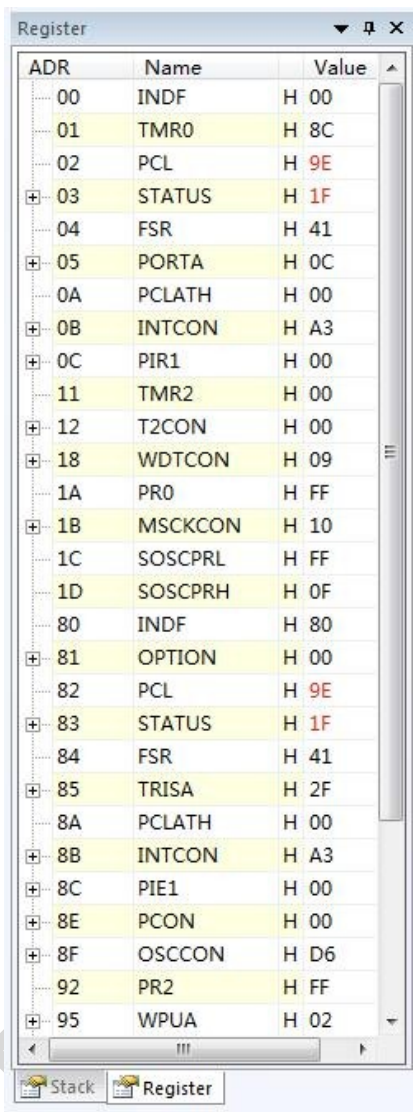 Register
ADR Name Value
00 INDF H 00
01 TMR0 H 8C
02 PCL H 9E
03 STATUS H 1F
04 FSR H 41
05 PORTA H 0C
0A PCLATH H 00
0B INTCON H A3
0C PIR1 H 00
11 TMR2 H 00
12 T2CON H 00
18 WDTCON H 09
1A PR0 H FF
1B MSCKCON H 10
1C SOSCPRL H FF
1D SOSCPRH H 0F
80 INDF H 80
81 OPTION H 00
82 PCL H 9E
83 STATUS H 1F
84 FSR H 41
85 TRISA H 2F
8A PCLATH H 00
8B INTCON H A3
8C PIE1 H 00
8E PCON H 00
8F OSCCON H D6
92 PR2 H FF
95 WPUA H 02
Stack Register